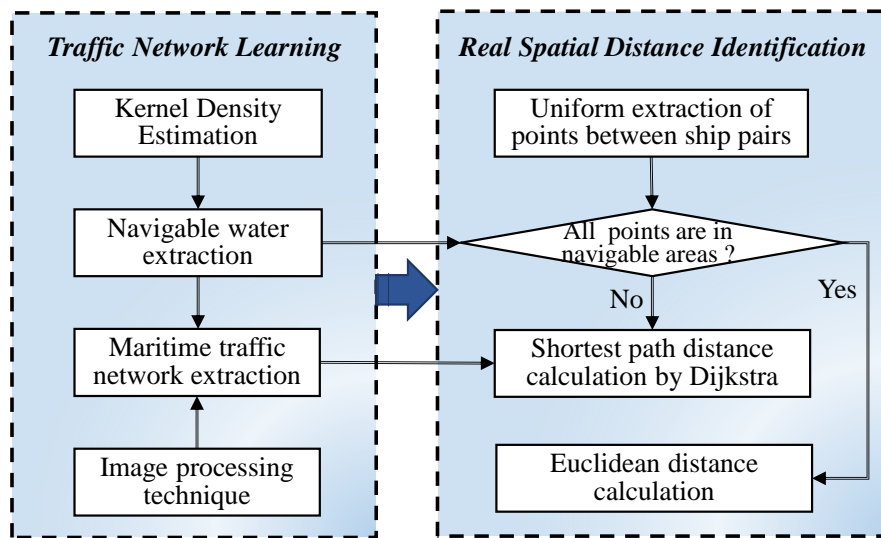 Traffic Network Learning
Kernel Density
Estimation
Navigable water
extraction
Maritime traffic
network extraction
Image processing
technique
Real Spatial Distance Identification
Uniform extraction of
points between ship pairs
All points are in
navigable areas ?
No
Yes
Shortest path distance
calculation by Dijkstra
Euclidean distance
calculation